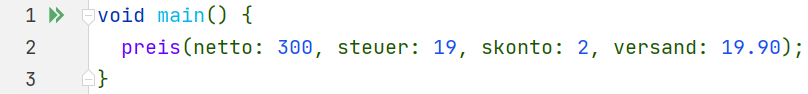 1 void main() {
2 preis(netto: 300, steuer: 19, skonto: 2, versand: 19.90);
3 }